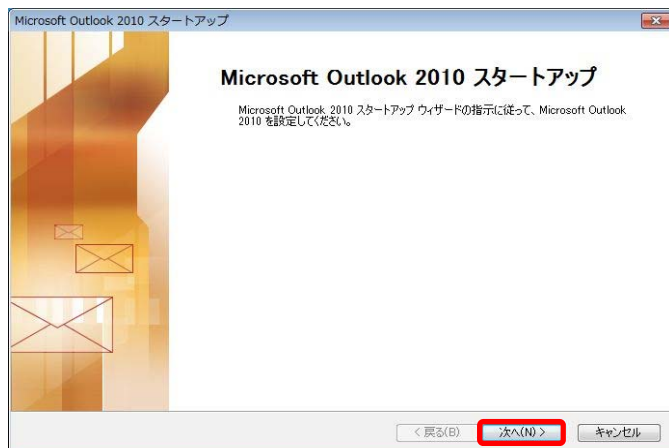 Microsoft Outlook 2010 スタートアップ
Microsoft Outlook 2010 スタートアップ
Microsoft Outlook 2010 スタートアップ ウィザードの指示に従って、Microsoft Outlook
2010 を設定してください。
< 戻る(B) 次へ(N) > キャンセル